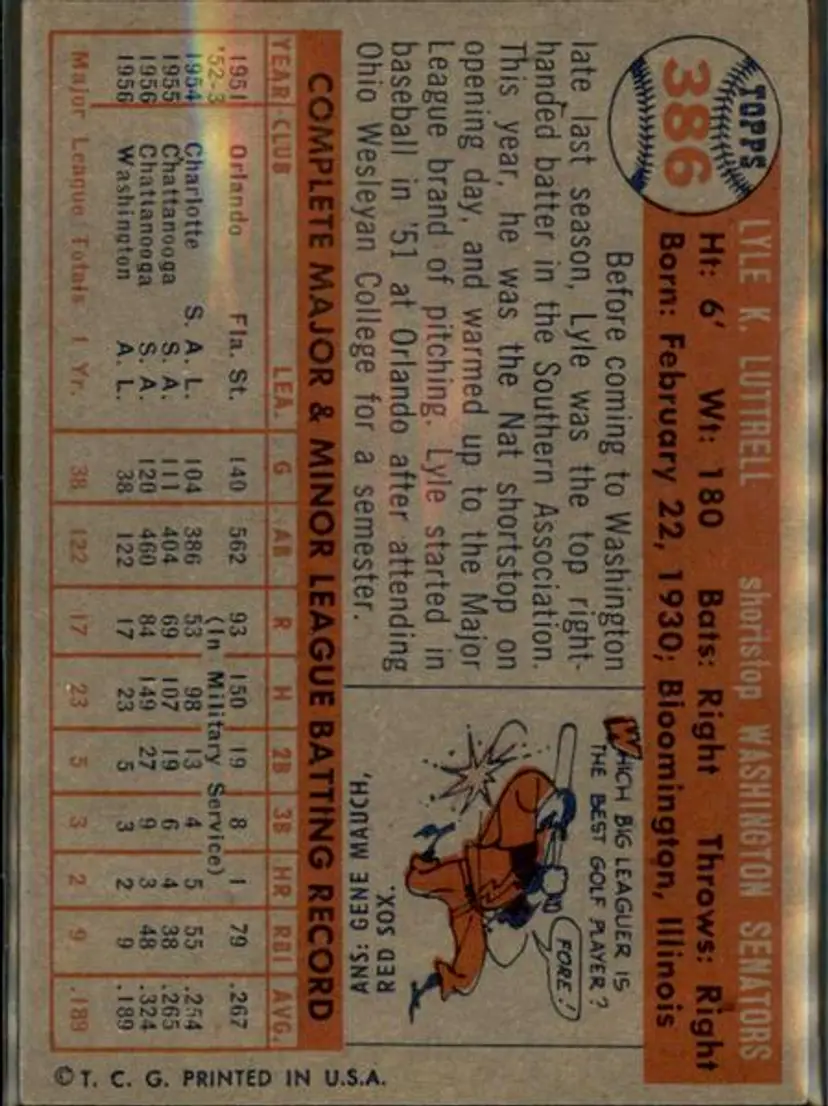 TOPPS
386
LYLE K. LUTTRELL shortstop WASHINGTON SENATORS
Ht: 6' Wt: 180 Bats: Right Throws: Right
Born: February 22, 1930; Bloomington, Illinois
Before coming to Washington
late last season, Lyle was the top right-
handed batter in the Southern Association.
This year, he was the Nat shortstop on
opening day, and warmed up to the Major
League brand of pitching. Lyle started in
baseball in '51 at Orlando after attending
Ohio Wesleyan College for a semester.
WHICH BIG LEAGUER IS
THE BEST GOLF PLAYER?
FORE!
ANS: GENE MAUCH,
RED SOX.
COMPLETE MAJOR & MINOR LEAGUE BATTING RECORD
YEAR CLUB LEA. G AB R H 2B 3B HR RBI AVG.
1951 Orlando Fla. St. 140 562 93 150 19 8 1 79 .267
'52-3 (In Military Service)
1954 Charlotte S. A. L. 104 386 53 98 13 4 5 55 .254
1955 Chattanooga S. A. 111 404 69 107 19 6 4 38 .265
1956 Chattanooga S. A. 120 460 84 149 27 9 3 48 .324
1956 Washington A. L. 38 122 17 23 5 3 2 9 .189
Major League Totals 1 Yr. 38 122 17 23 5 3 2 9 .189
© T. C. G. PRINTED IN U.S.A.